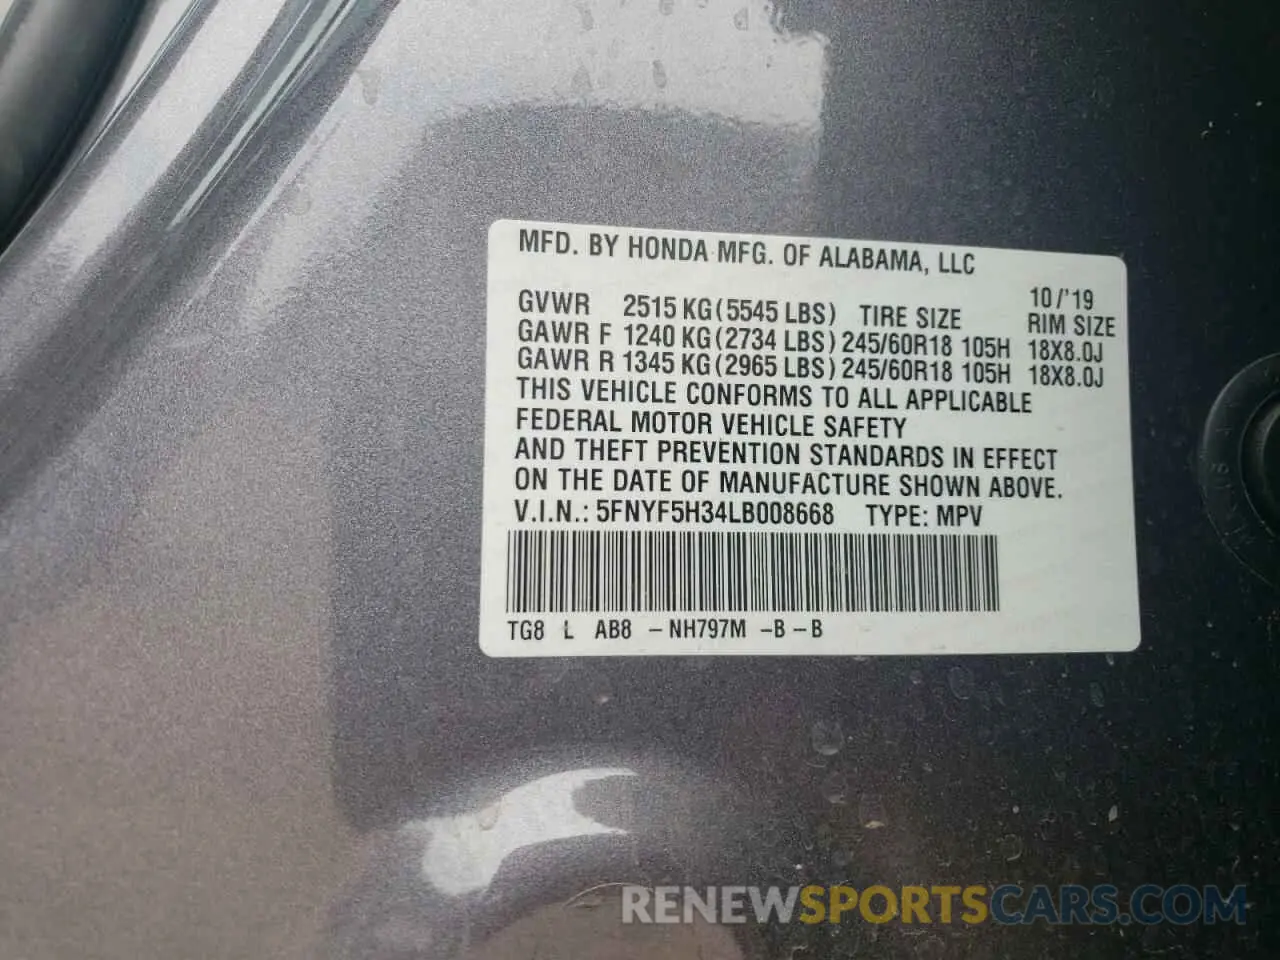 MFD. BY HONDA MFG. OF ALABAMA, LLC
10/'19
GVWR 2515 KG (5545 LBS) TIRE SIZE RIM SIZE
GAWR F 1240 KG (2734 LBS) 245/60R18 105H 18X8.0J
GAWR R 1345 KG (2965 LBS) 245/60R18 105H 18X8.0J
THIS VEHICLE CONFORMS TO ALL APPLICABLE
FEDERAL MOTOR VEHICLE SAFETY
AND THEFT PREVENTION STANDARDS IN EFFECT
ON THE DATE OF MANUFACTURE SHOWN ABOVE.
V.I.N.: 5FNYF5H34LB008668 TYPE: MPV
TG8 L AB8 - NH797M - B - B
RENEWSPORTSCARS.COM